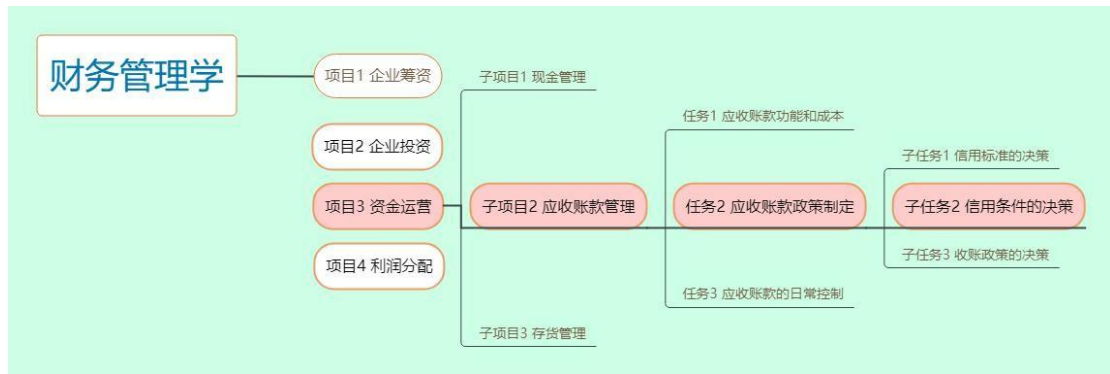 财务管理学
项目1 企业筹资
项目2 企业投资
项目3 资金运营
项目4 利润分配
子项目1 现金管理
子项目2 应收账款管理
子项目3 存货管理
任务1 应收账款功能和成本
任务2 应收账款政策制定
任务3 应收账款的日常控制
子任务1 信用标准的决策
子任务2 信用条件的决策
子任务3 收账政策的决策